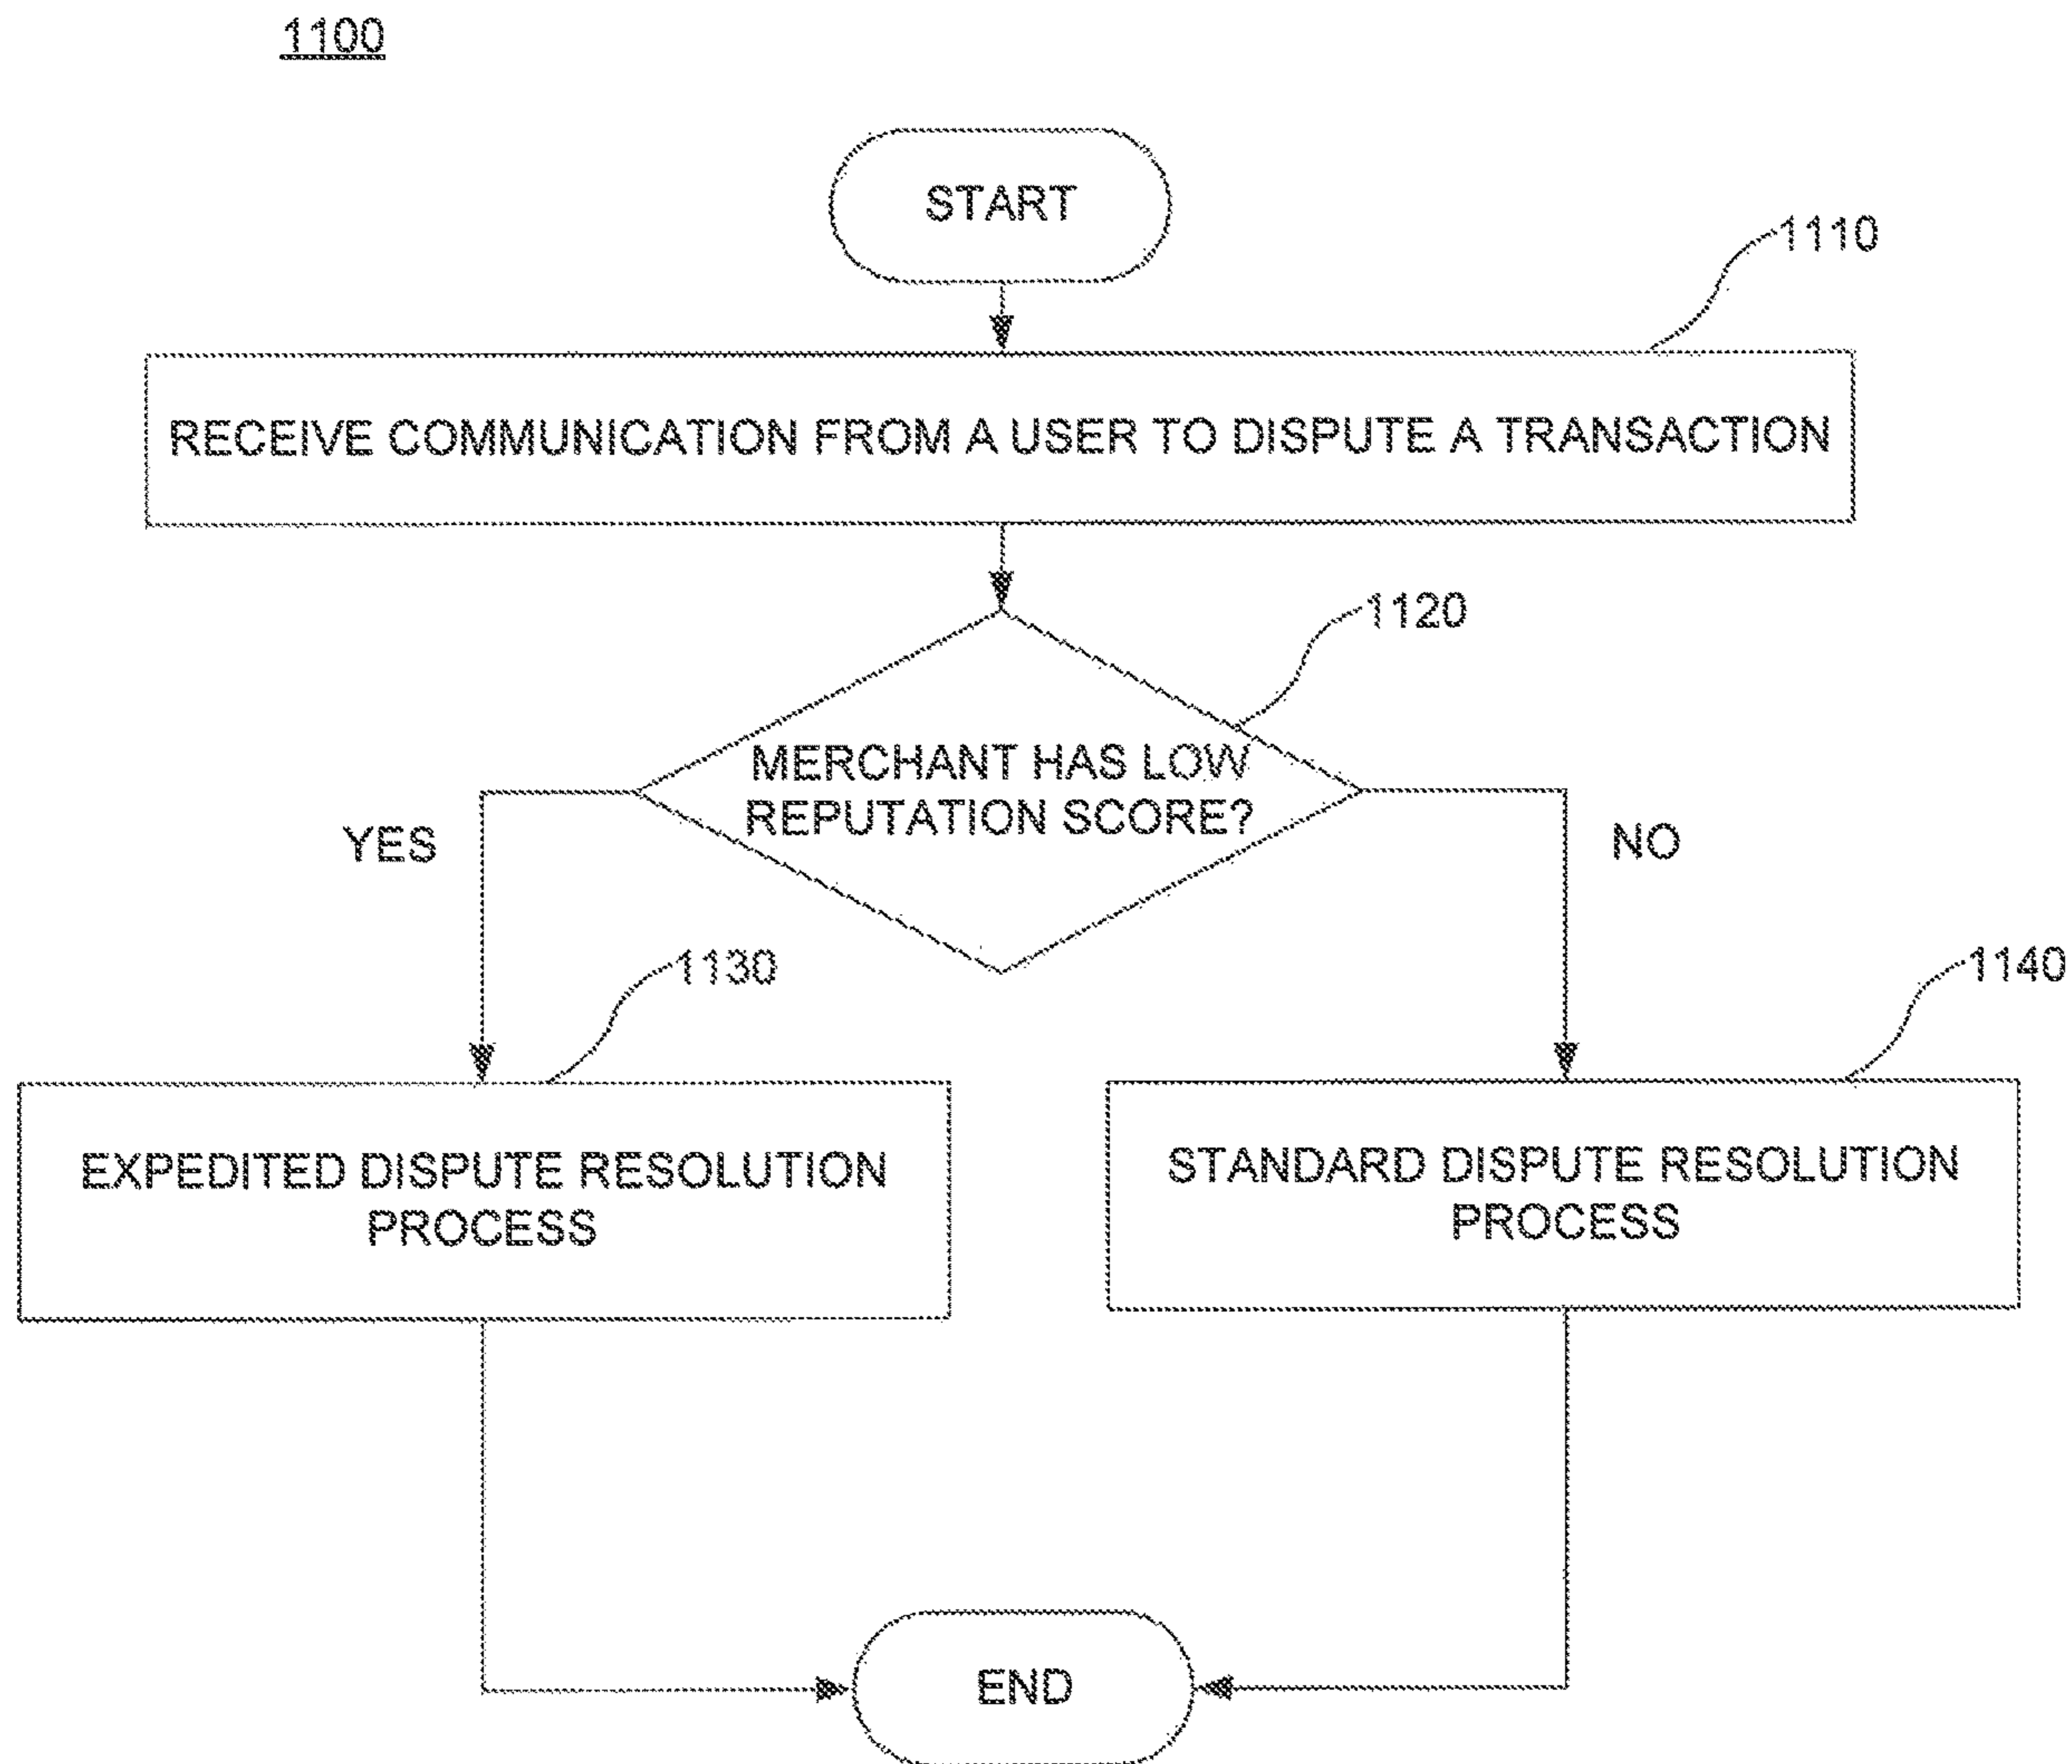 1100
START
1110
RECEIVE COMMUNICATION FROM A USER TO DISPUTE A TRANSACTION
1120
MERCHANT HAS LOW
REPUTATION SCORE?
YES
NO
1130
1140
EXPEDITED DISPUTE RESOLUTION
PROCESS
STANDARD DISPUTE RESOLUTION
PROCESS
END